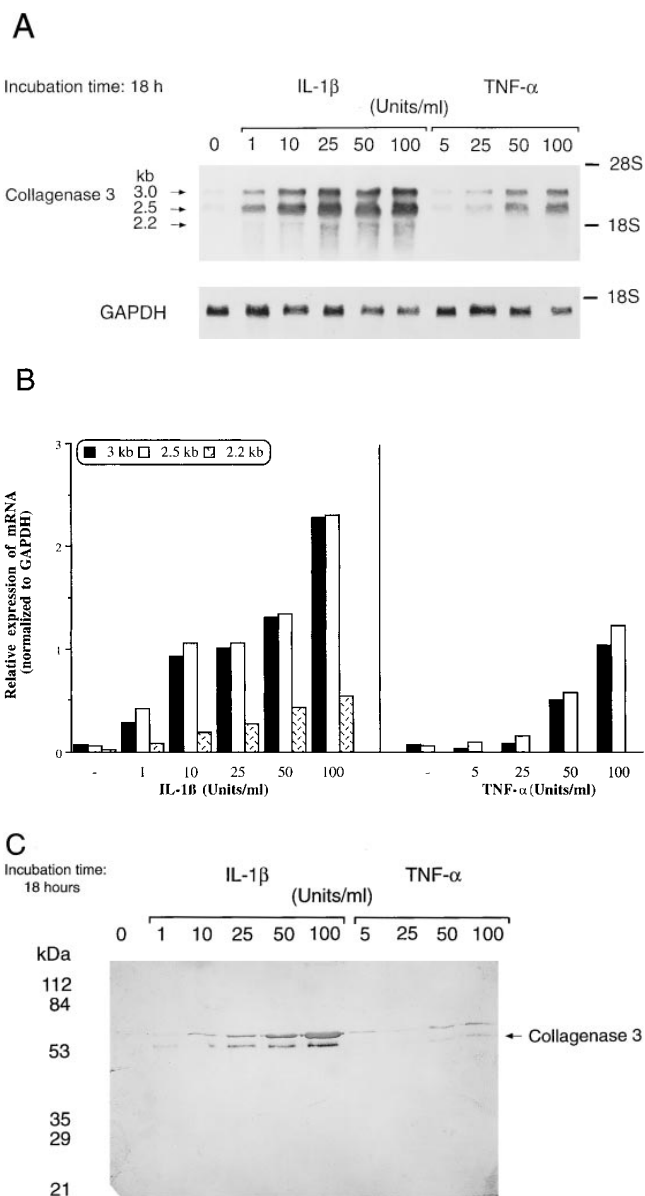 A
Incubation time: 18 h
IL-1β
TNF-α
(Units/ml)
0 1 10 25 50 100 5 25 50 100
28S
kb
Collagenase 3
3.0
2.5
2.2
18S
18S
GAPDH
B
3 kb 2.5 kb 2.2 kb
3
2
1
0
Relative expression of mRNA
(normalized to GAPDH)
- 1 10 25 50 100 - 5 25 50 100
IL-1ß (Units/ml) TNF-α(Units/ml)
C
Incubation time:
18 hours
IL-1β
TNF-α
(Units/ml)
0 1 10 25 50 100 5 25 50 100
kDa
112
84
53
Collagenase 3
35
29
21